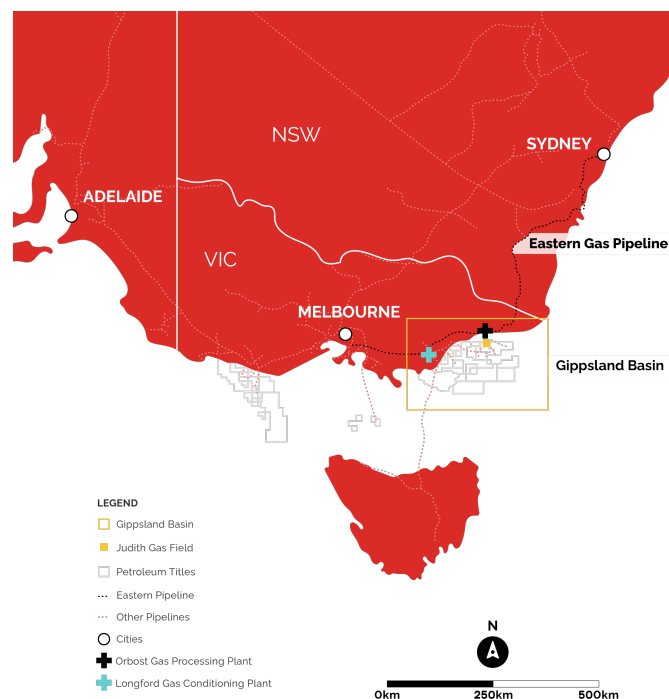 NSW
SYDNEY
ADELAIDE
Eastern Gas Pipeline
VIC
MELBOURNE
Gippsland Basin
LEGEND
Gippsland Basin
Judith Gas Field
Petroleum Titles
Eastern Pipeline
Other Pipelines
Cities
Orbost Gas Processing Plant
Longford Gas Conditioning Plant
N
0km 250km 500km